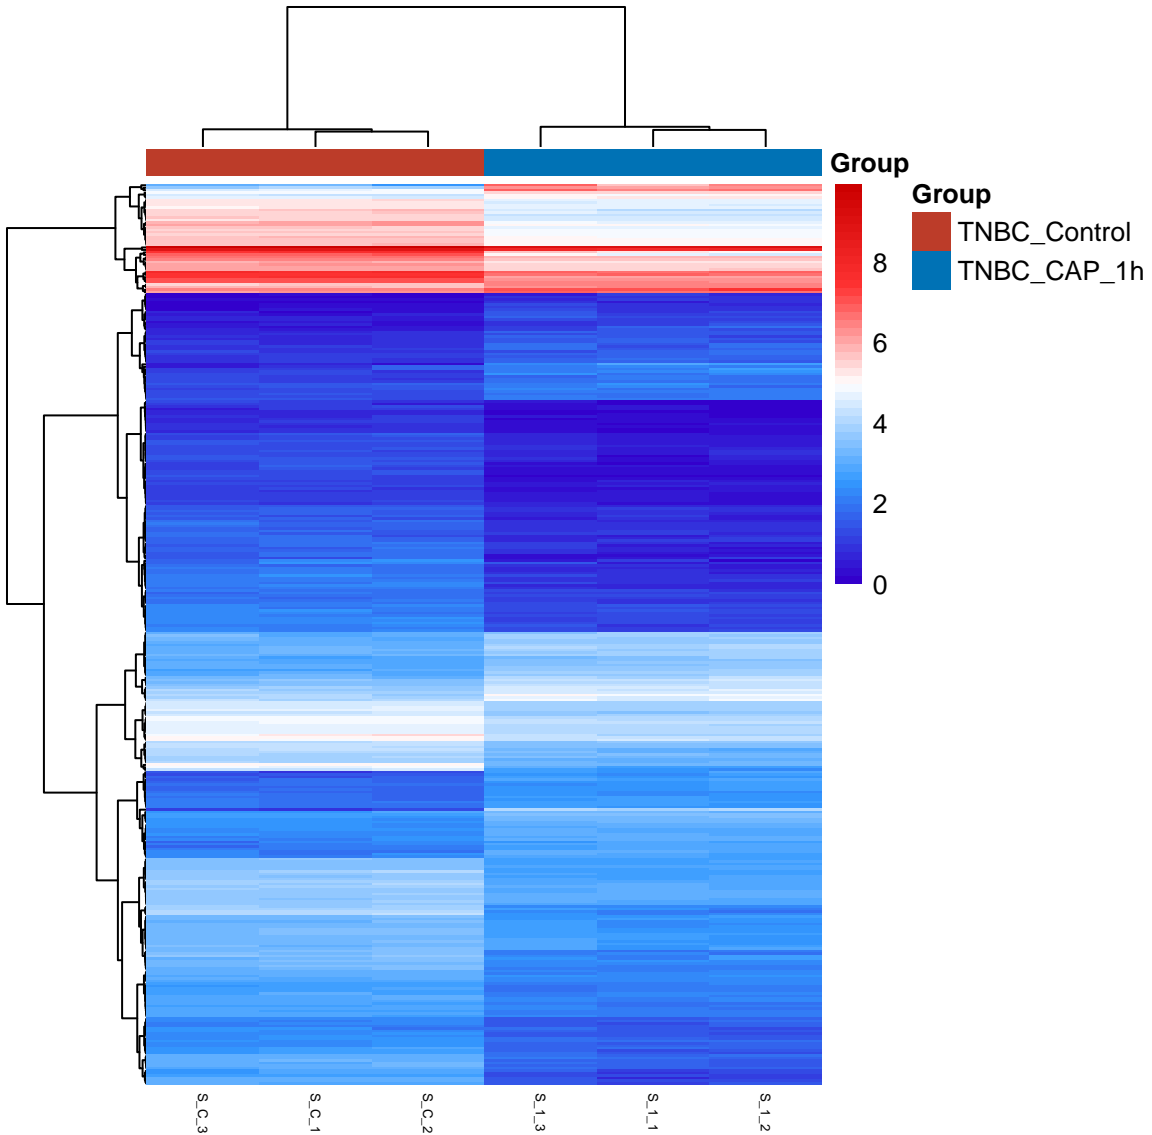 Group
Group
TNBC_Control
TNBC_CAP_1h
8
6
4
2
0
S_C_3
S_C_1
S_C_2
S_1_3
S_1_1
S_1_2